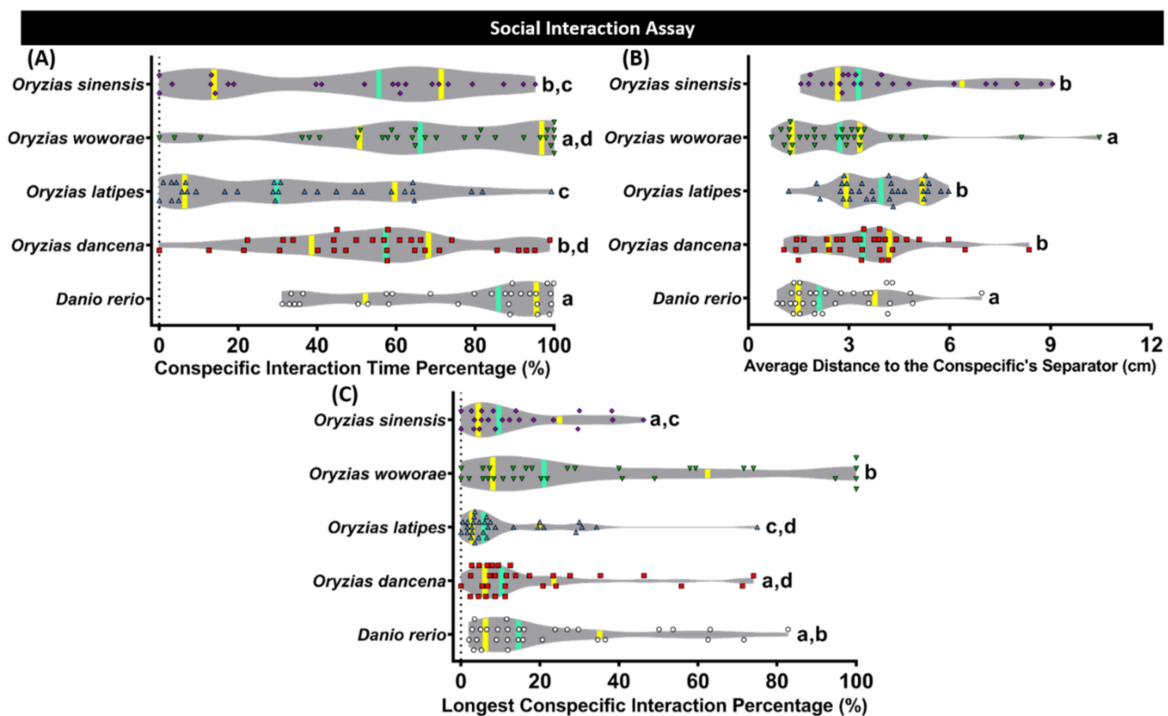 Social Interaction Assay
(A)
Oryzias sinensis
b,c
Oryzias woworae
a,d
Oryzias latipes
c
Oryzias dancena
b,d
Danio rerio
a
0 20 40 60 80 100
Conspecific Interaction Time Percentage (%)
(B)
Oryzias sinensis
b
Oryzias woworae
a
Oryzias latipes
b
Oryzias dancena
b
Danio rerio
a
0 3 6 9 12
Average Distance to the Conspecific's Separator (cm)
(C)
Oryzias sinensis
a,c
Oryzias woworae
b
Oryzias latipes
c,d
Oryzias dancena
a,d
Danio rerio
a,b
0 20 40 60 80 100
Longest Conspecific Interaction Percentage (%)